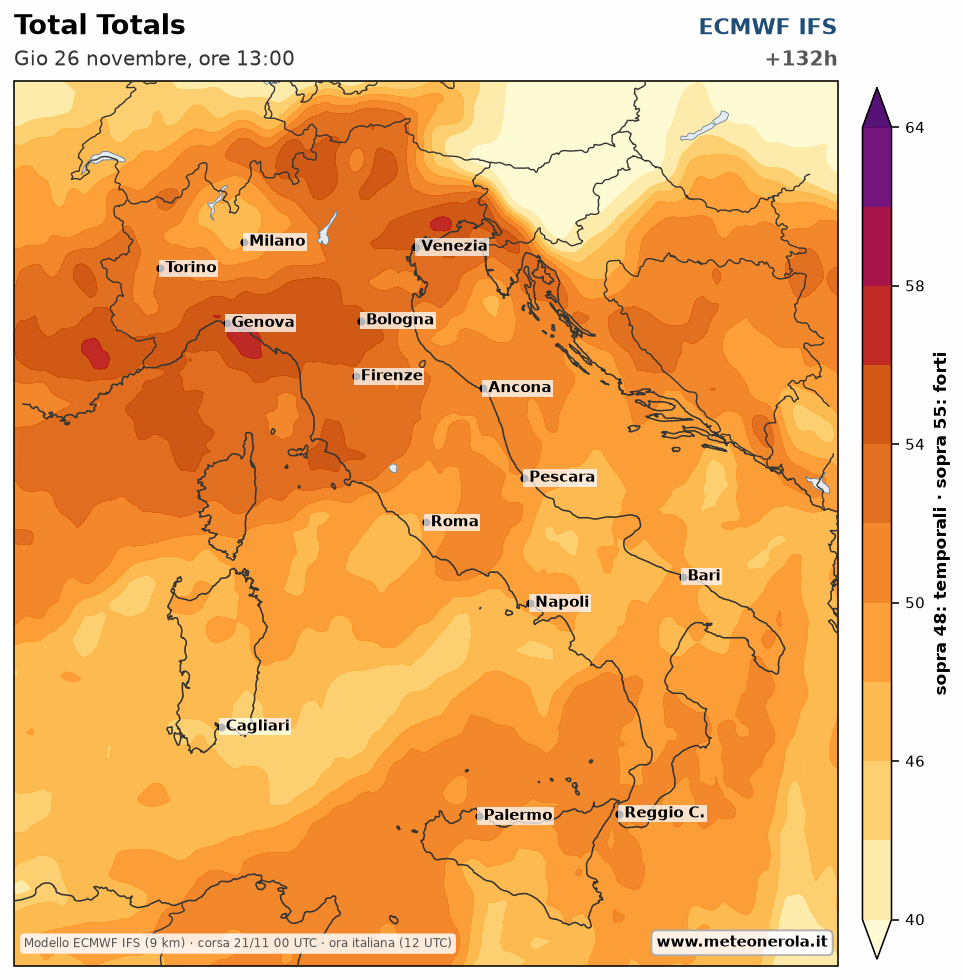 Total Totals
ECMWF IFS
Gio 26 novembre, ore 13:00
+132h
Milano
Venezia
Torino
Genova
Bologna
Firenze
Ancona
Pescara
Roma
Bari
Napoli
Cagliari
Palermo
Reggio C.
64
58
54
50
46
40
sopra 48: temporali · sopra 55: forti
Modello ECMWF IFS (9 km) · corsa 21/11 00 UTC · ora italiana (12 UTC)
www.meteonerola.it